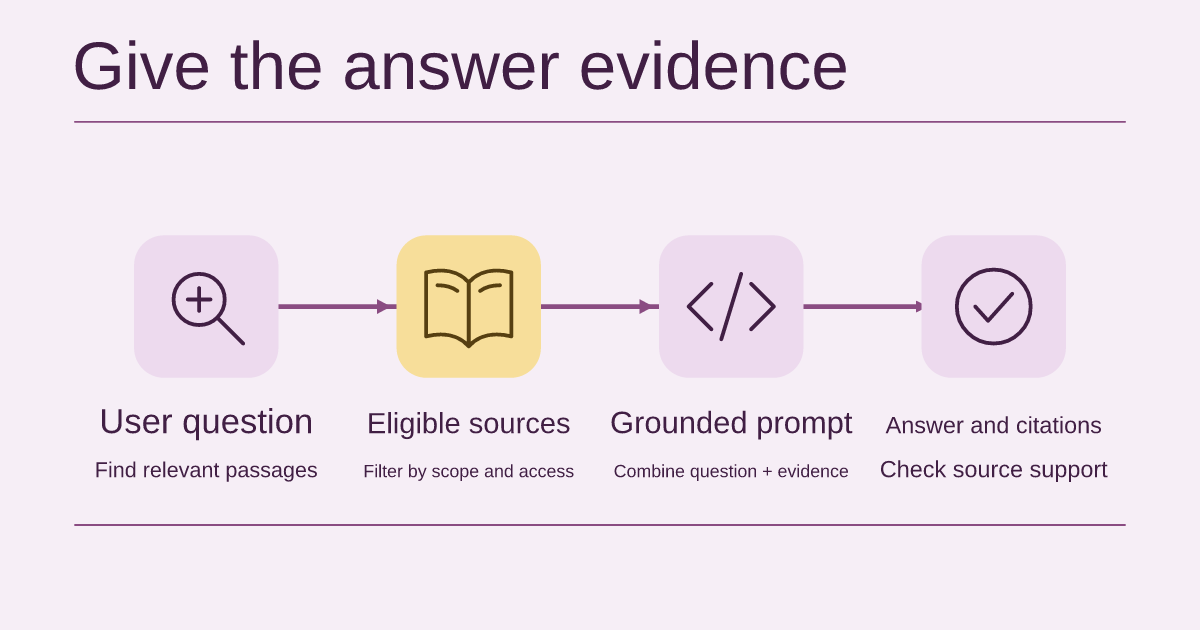 Give the answer evidence
User question
Find relevant passages
Eligible sources
Filter by scope and access
Grounded prompt
Combine question + evidence
Answer and citations
Check source support